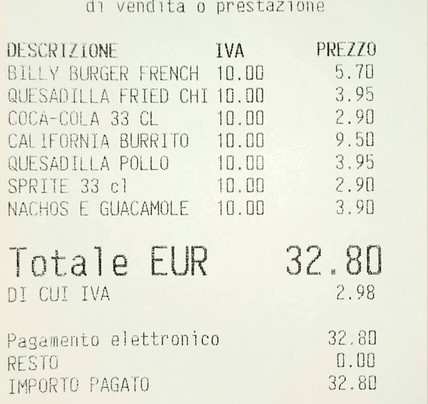 di vendita o prestazione
DESCRIZIONE IVA PREZZO
BILLY BURGER FRENCH 10.00 5.70
QUESADILLA FRIED CHI 10.00 3.95
COCA-COLA 33 CL 10.00 2.90
CALIFORNIA BURRITO 10.00 9.50
QUESADILLA POLLO 10.00 3.95
SPRITE 33 cl 10.00 2.90
NACHOS E GUACAMOLE 10.00 3.90
Totale EUR 32.80
DI CUI IVA 2.98
Pagamento elettronico 32.80
RESTO 0.00
IMPORTO PAGATO 32.80